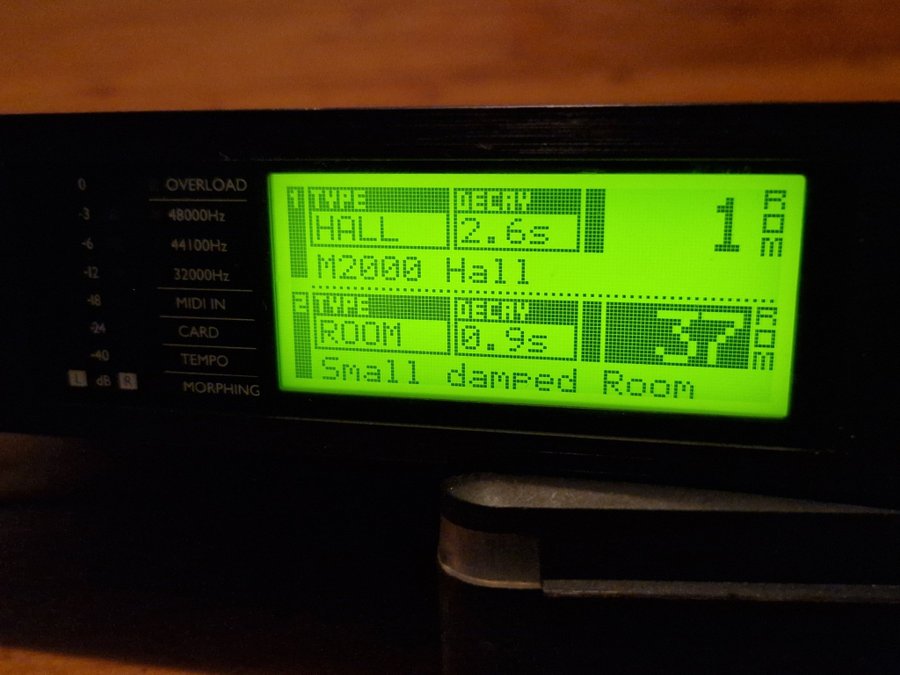 0 OVERLOAD
-3 48000Hz
-6 44100Hz
-12 32000Hz
-18 MIDI IN
-24 CARD
-40 TEMPO
L dB R MORPHING
1 TYPE DECAY
HALL 2.6s 1 ROM
M2000 Hall
2 TYPE DECAY
ROOM 0.9s 37 ROM
Small damped Room